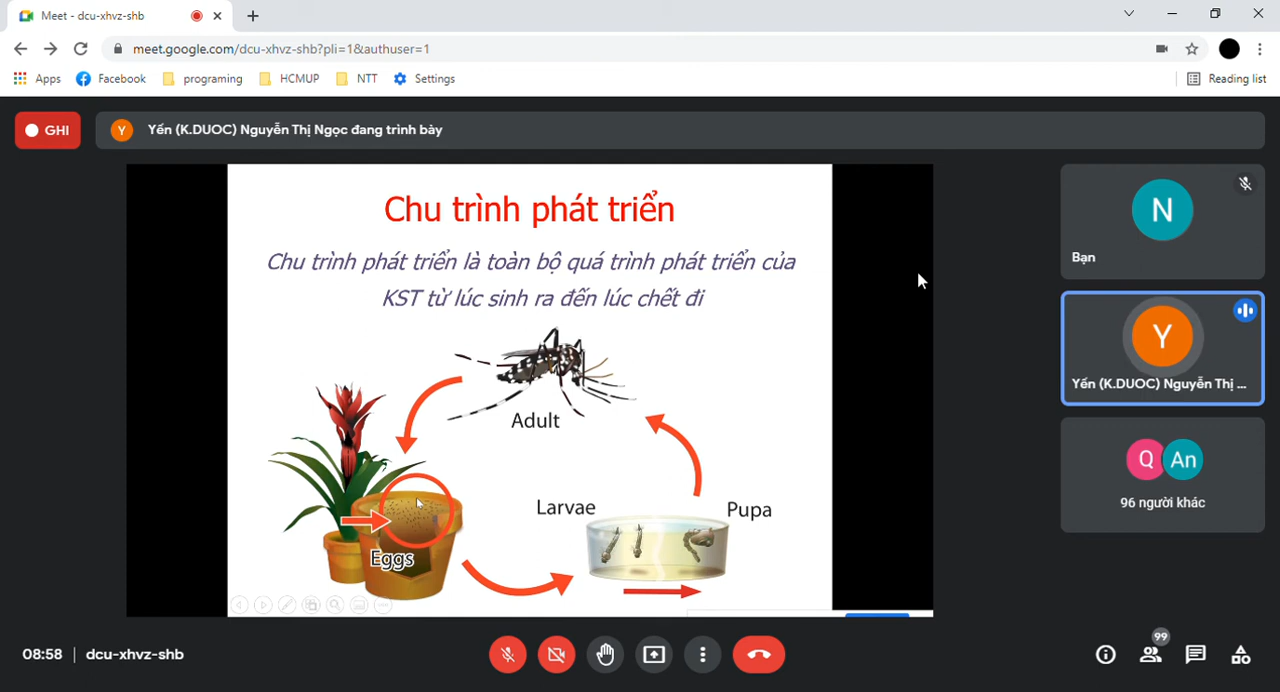 Meet - dcu-xhvz-shb
meet.google.com/dcu-xhvz-shb?pli=1&authuser=1
Apps Facebook programing HCMUP NTT Settings Reading list
GHI Y Yến (K.DUOC) Nguyễn Thị Ngọc đang trình bày
Chu trình phát triển
Chu trình phát triển là toàn bộ quá trình phát triển của
KST từ lúc sinh ra đến lúc chết đi
Adult
Larvae
Pupa
Eggs
N
Bạn
Y
Yến (K.DUOC) Nguyễn Thị ...
Q An
96 người khác
08:58 | dcu-xhvz-shb
99